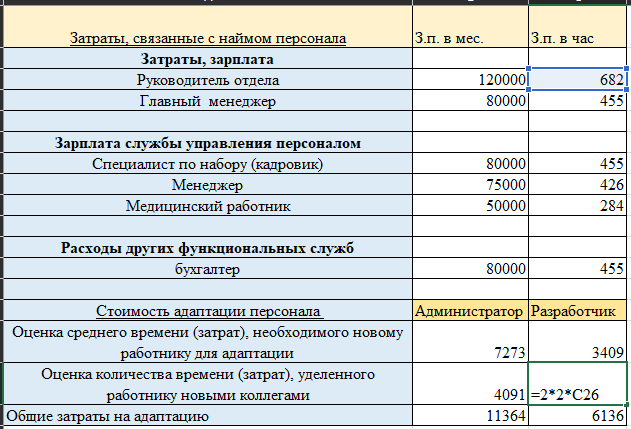 Затраты, связанные с наймом персонала З.п. в мес. З.п. в час
Затраты, зарплата
Руководитель отдела 120000 682
Главный менеджер 80000 455
Зарплата службы управления персоналом
Специалист по набору (кадровик) 80000 455
Менеджер 75000 426
Медицинский работник 50000 284
Расходы других функциональных служб
бухгалтер 80000 455
Стоимость адаптации персонала Администратор Разработчик
Оценка среднего времени (затрат), необходимого новому
работнику для адаптации 7273 3409
Оценка количества времени (затрат), уделенного
работнику новыми коллегами 4091 =2*2*C26
Общие затраты на адаптацию 11364 6136